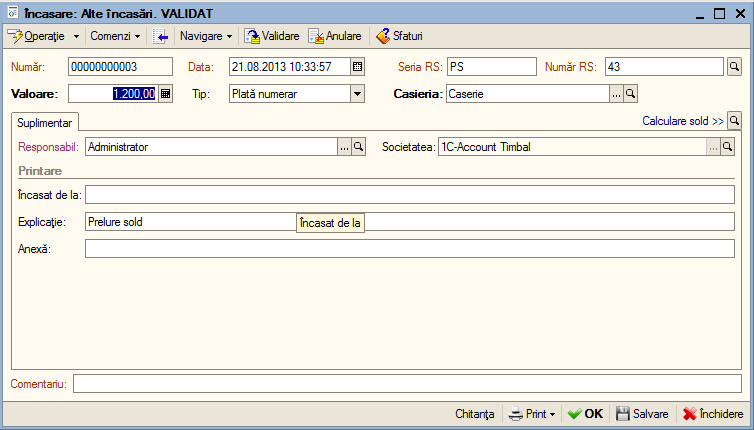 Încasare: Alte încasări. VALIDAT
Operaţie Comenzi Navigare Validare Anulare Sfaturi
Număr: 00000000003 Data: 21.08.2013 10:33:57 Seria RS: PS Număr RS: 43
Valoare: 1.200,00 Tip: Plată numerar Casieria: Caserie ...
Suplimentar Calculare sold >>
Responsabil: Administrator ... Societatea: 1C-Account Timbal ...
Printare
Încasat de la:
Explicaţie: Prelure sold
Încasat de la
Anexă:
Comentariu:
Chitanţa Print OK Salvare Închidere